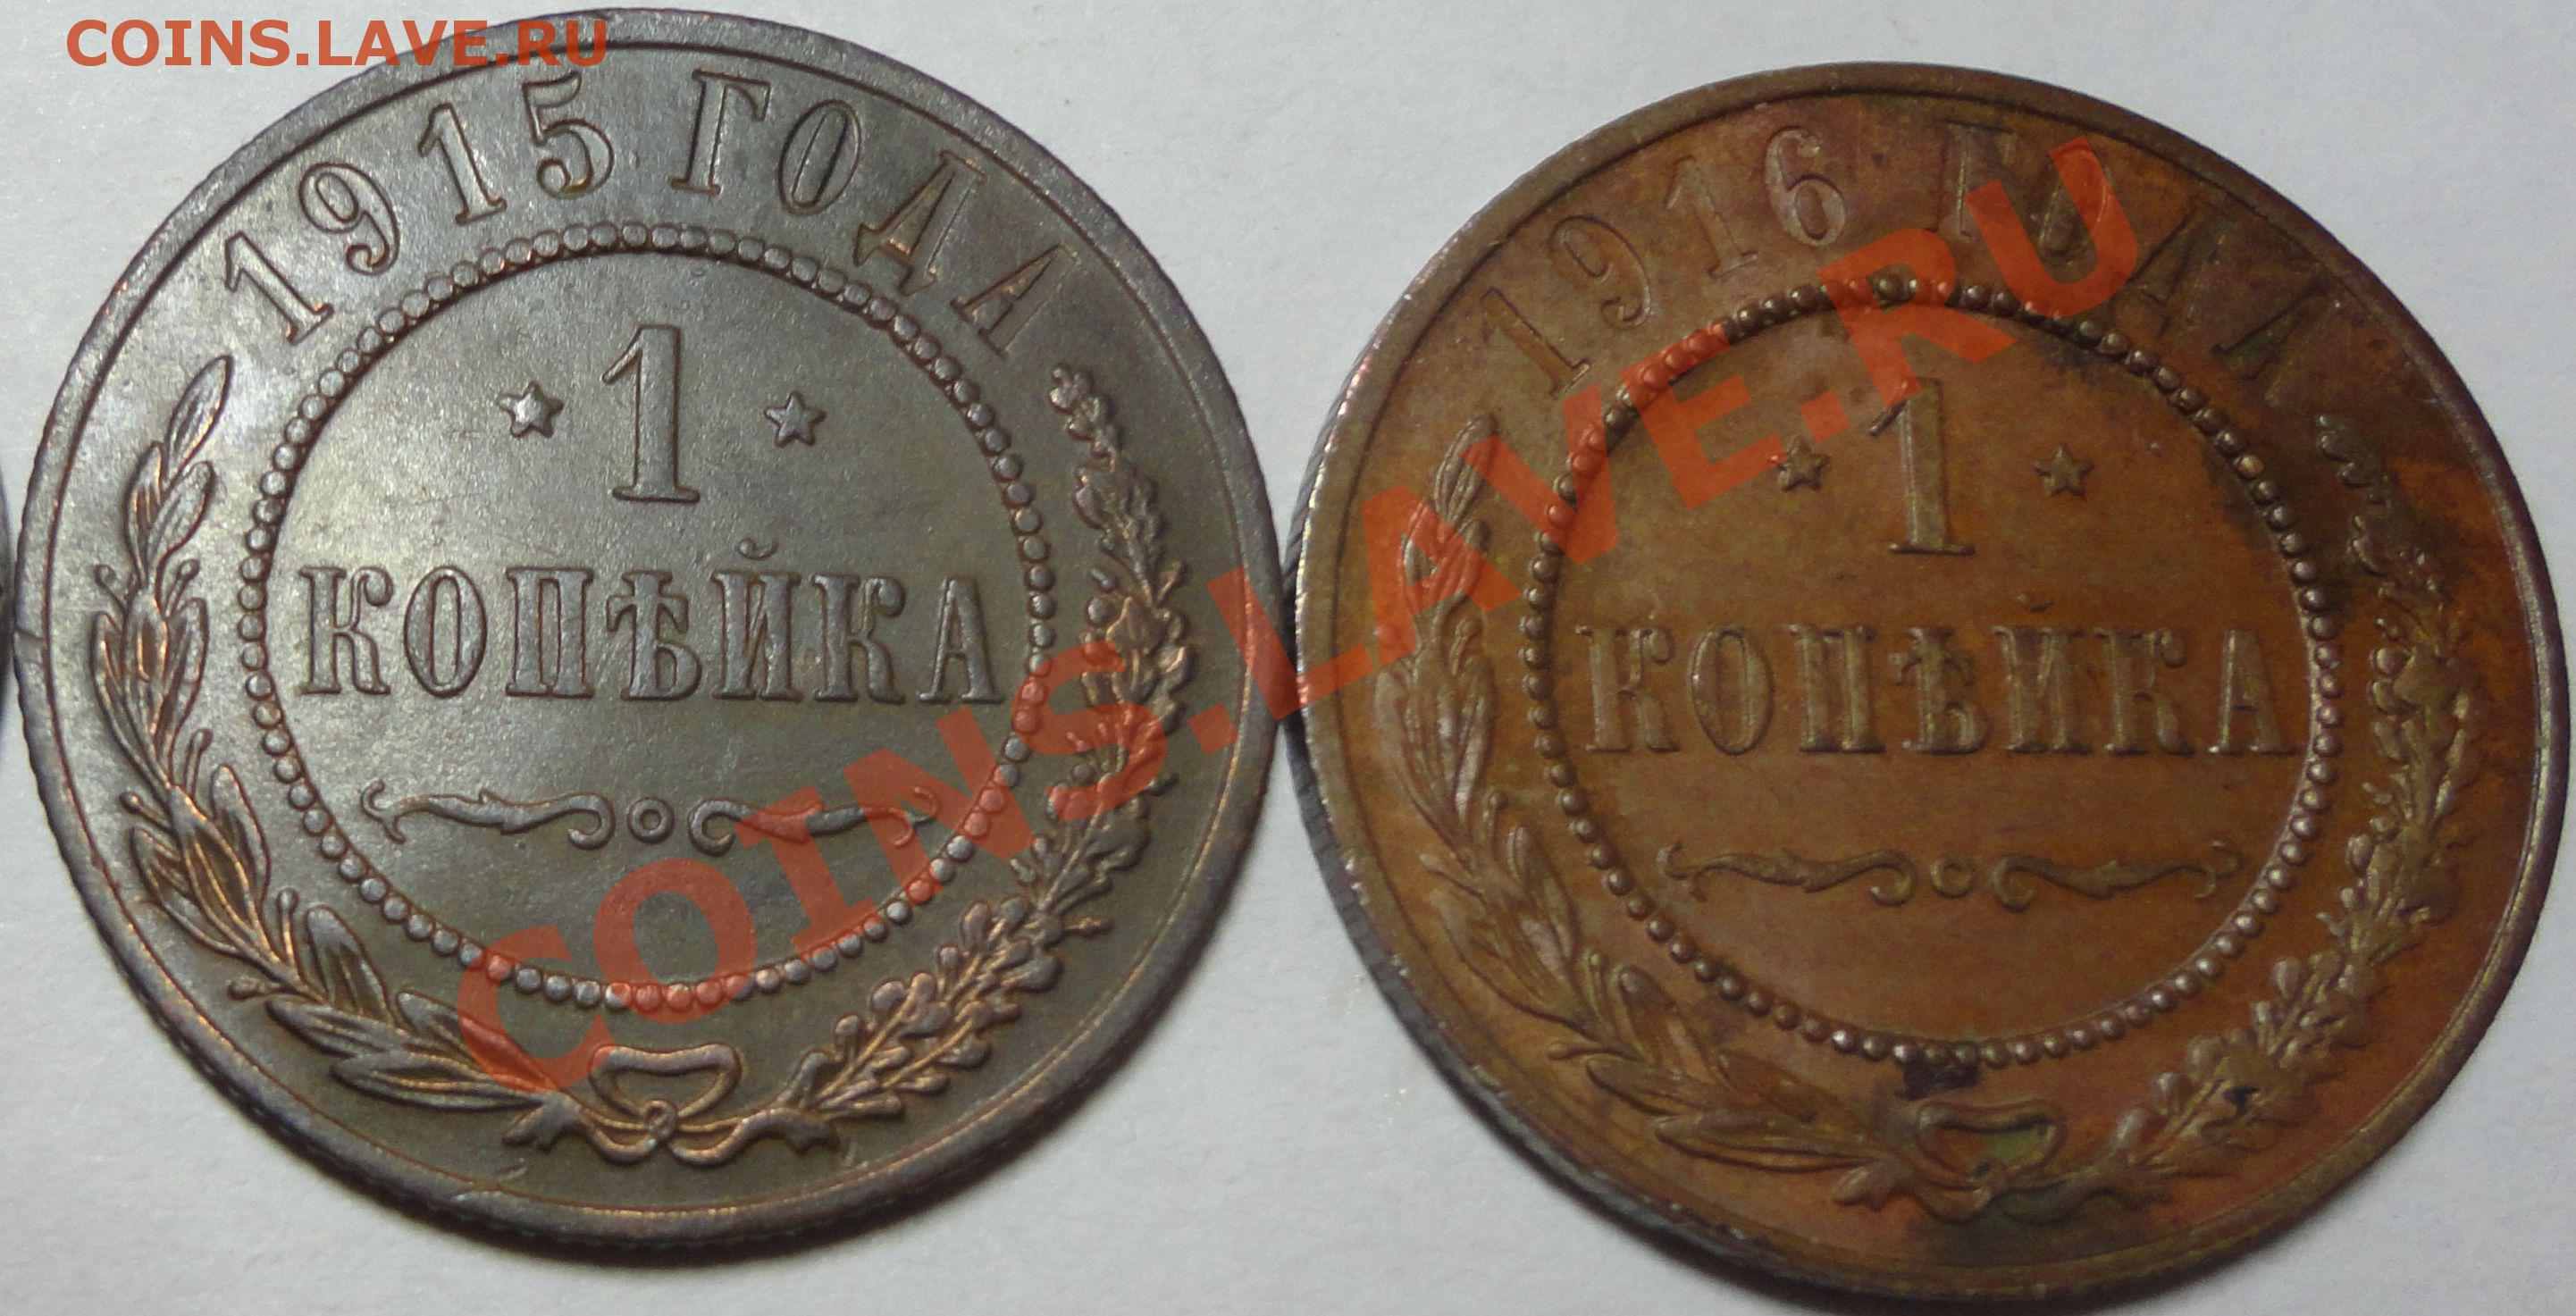 COINS.LAVE.RU
1915 ГОДА
1
КОПѢЙКА
1916 ГОДА
1
КОПѢЙКА
COINS.LAVE.RU